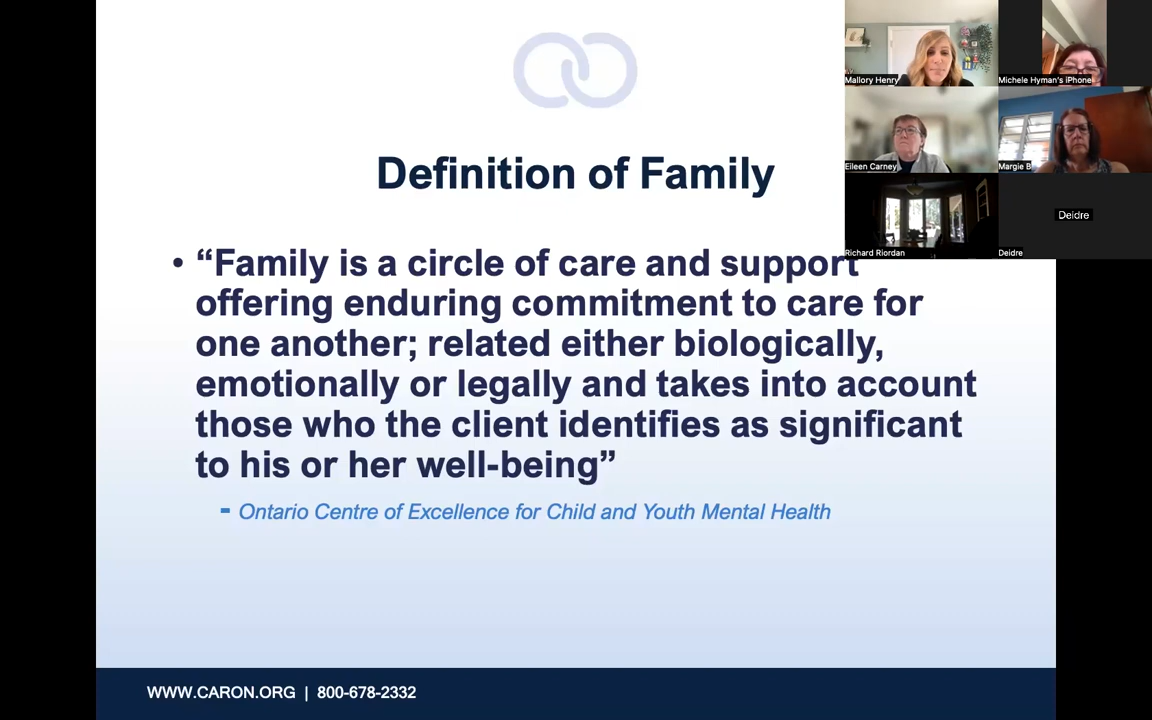 Definition of Family
• “Family is a circle of care and support
offering enduring commitment to care for
one another; related either biologically,
emotionally or legally and takes into account
those who the client identifies as significant
to his or her well-being”
- Ontario Centre of Excellence for Child and Youth Mental Health
WWW.CARON.ORG | 800-678-2332
Mallory Henry
Michele Hyman's iPhone
Eileen Carney
Margie B
Richard Riordan
Deidre
Deidre